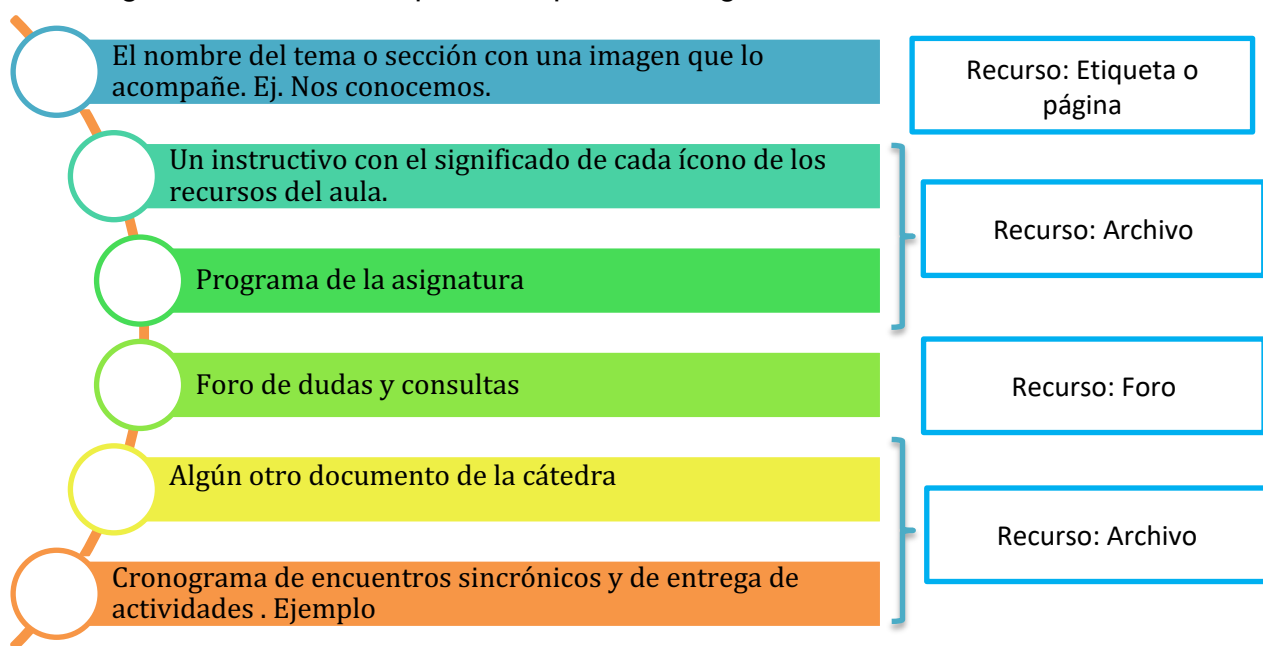 El nombre del tema o sección con una imagen que lo
acompañe. Ej. Nos conocemos.
Recurso: Etiqueta o
página
Un instructivo con el significado de cada ícono de los
recursos del aula.
Recurso: Archivo
Programa de la asignatura
Foro de dudas y consultas
Recurso: Foro
Algún otro documento de la cátedra
Recurso: Archivo
Cronograma de encuentros sincrónicos y de entrega de
actividades . Ejemplo